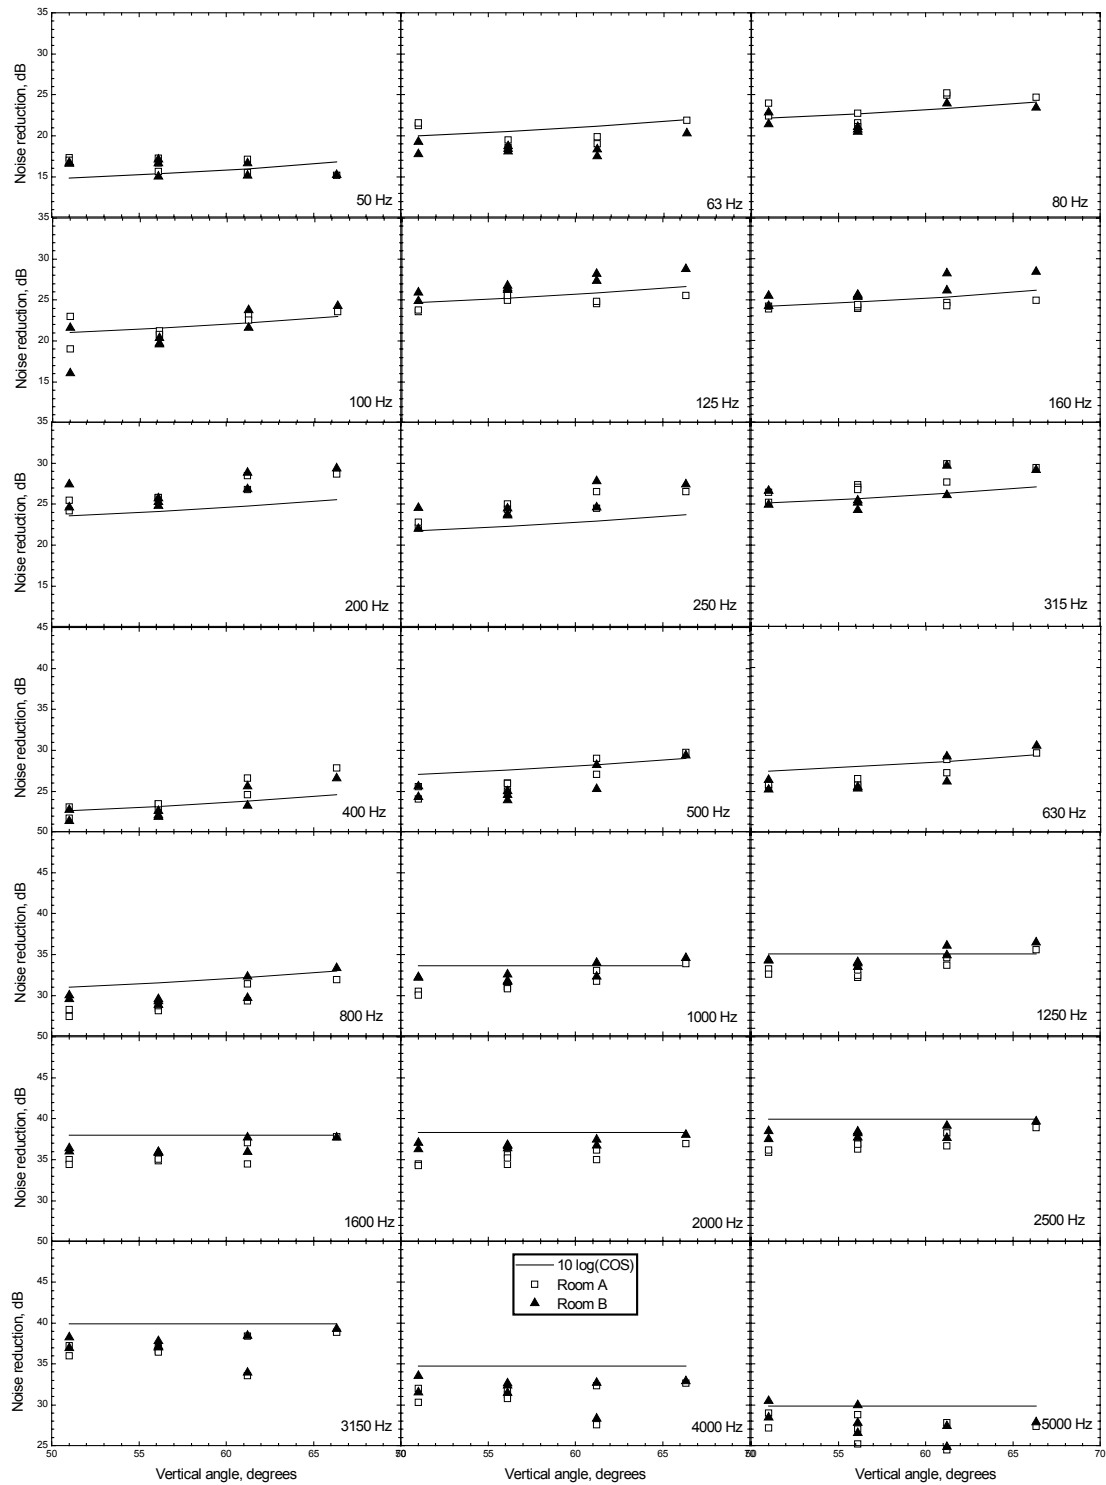 Noise reduction, dB
35
30
25
20
15
50 Hz
63 Hz
80 Hz
Noise reduction, dB
35
30
25
20
15
100 Hz
125 Hz
160 Hz
Noise reduction, dB
35
30
25
20
15
200 Hz
250 Hz
315 Hz
Noise reduction, dB
45
40
35
30
25
400 Hz
500 Hz
630 Hz
Noise reduction, dB
50
45
40
35
30
800 Hz
1000 Hz
1250 Hz
Noise reduction, dB
50
45
40
35
30
1600 Hz
2000 Hz
2500 Hz
Noise reduction, dB
50
45
40
35
30
25
10 log(COS)
Room A
Room B
3150 Hz
4000 Hz
5000 Hz
50 55 60 65 55 60 65 55 60 65 70
Vertical angle, degrees
Vertical angle, degrees
Vertical angle, degrees